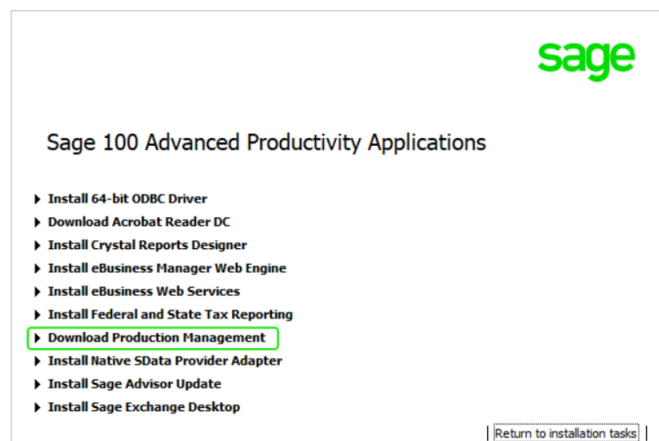 sage
Sage 100 Advanced Productivity Applications
Install 64-bit ODBC Driver
Download Acrobat Reader DC
Install Crystal Reports Designer
Install eBusiness Manager Web Engine
Install eBusiness Web Services
Install Federal and State Tax Reporting
Download Production Management
Install Native SData Provider Adapter
Install Sage Advisor Update
Install Sage Exchange Desktop
Return to installation tasks